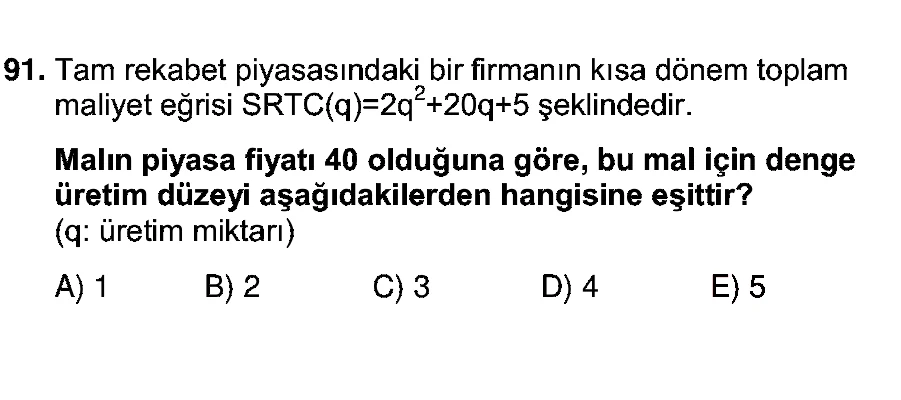 91. Tam rekabet piyasasındaki bir firmanın kısa dönem toplam
maliyet eğrisi SRTC(q)=2q²+20q+5 şeklindedir.
Malın piyasa fiyatı 40 olduğuna göre, bu mal için denge
üretim düzeyi aşağıdakilerden hangisine eşittir?
(q: üretim miktarı)
A) 1 B) 2 C) 3 D) 4 E) 5